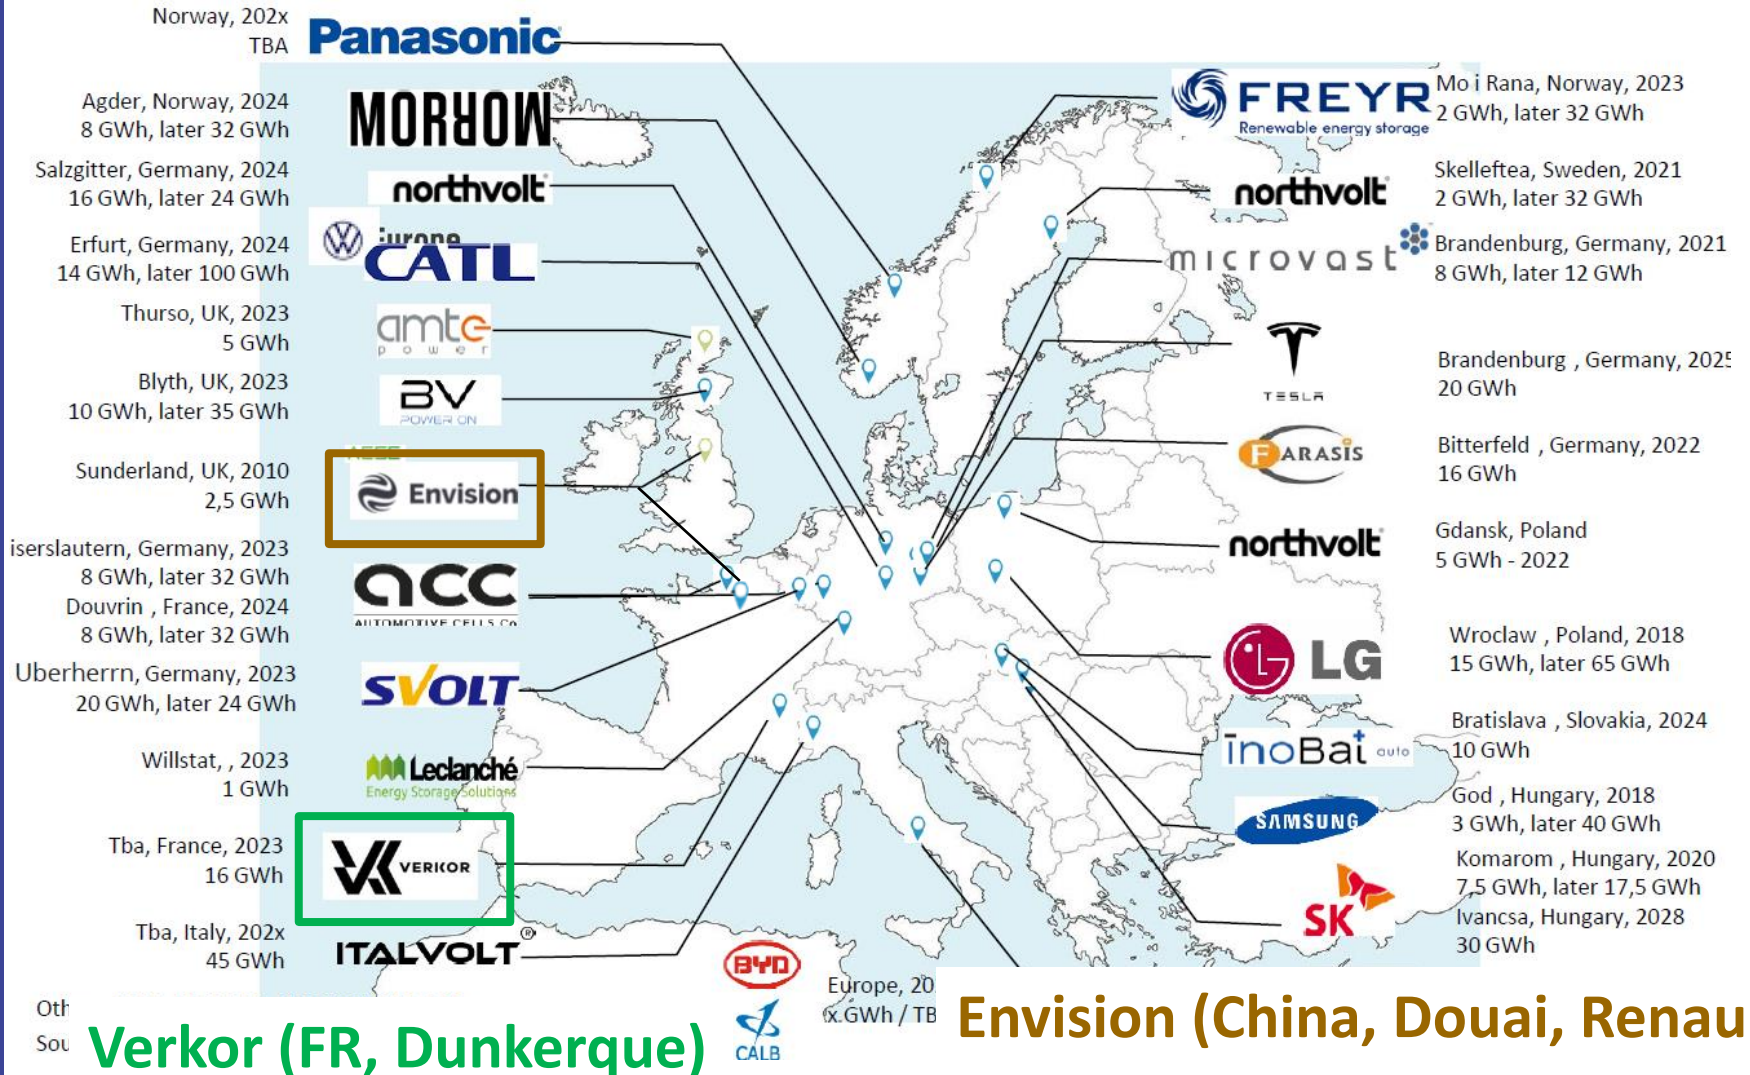 Norway, 202x
TBA
Panasonic
Agder, Norway, 2024
8 GWh, later 32 GWh
MORROW
Salzgitter, Germany, 2024
16 GWh, later 24 GWh
northvolt
Erfurt, Germany, 2024
14 GWh, later 100 GWh
Europe
CATL
Thurso, UK, 2023
5 GWh
amte
power
Blyth, UK, 2023
10 GWh, later 35 GWh
BV
POWER ON
Sunderland, UK, 2010
2,5 GWh
Envision
iserslautern, Germany, 2023
8 GWh, later 32 GWh
Douvrin , France, 2024
8 GWh, later 32 GWh
acc
AUTOMOTIVE CELLS Co
Uberherrn, Germany, 2023
20 GWh, later 24 GWh
SVOLT
Willstat, , 2023
1 GWh
Leclanché
Energy Storage Solutions
Tba, France, 2023
16 GWh
VERKOR
Tba, Italy, 202x
45 GWh
ITALVOLT®
Oth
Sou
Verkor (FR, Dunkerque)
BYD
CALB
Europe, 20
x.GWh / TB
Envision (China, Douai, Renau
FREYR
Renewable energy storage
Mo i Rana, Norway, 2023
2 GWh, later 32 GWh
northvolt
Skelleftea, Sweden, 2021
2 GWh, later 32 GWh
microvast
Brandenburg, Germany, 2021
8 GWh, later 12 GWh
TESLA
Brandenburg , Germany, 2025
20 GWh
FARASIS
Bitterfeld , Germany, 2022
16 GWh
northvolt
Gdansk, Poland
5 GWh - 2022
LG
Wroclaw , Poland, 2018
15 GWh, later 65 GWh
InoBat auto
Bratislava , Slovakia, 2024
10 GWh
SAMSUNG
God , Hungary, 2018
3 GWh, later 40 GWh
SK
Komarom , Hungary, 2020
7,5 GWh, later 17,5 GWh
Ivancsa, Hungary, 2028
30 GWh